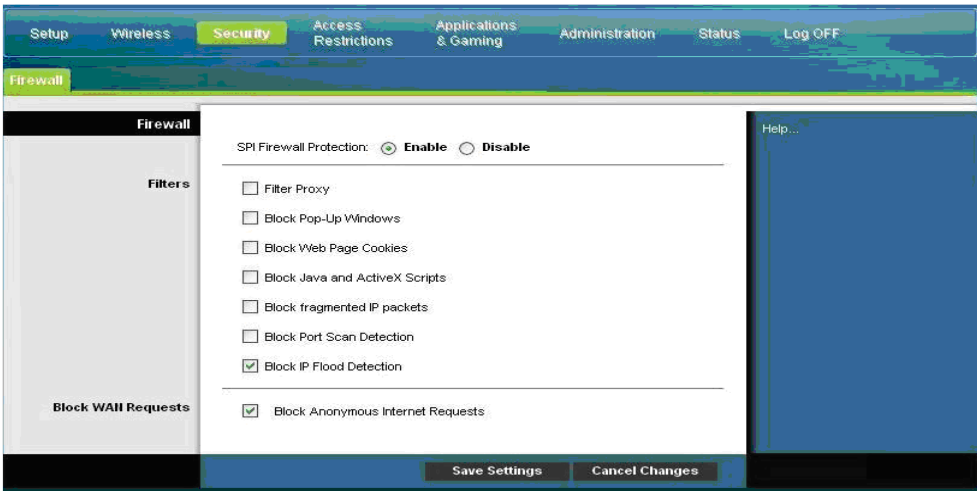 Setup Wireless Security Access Restrictions Applications & Gaming Administration Status Log OFF
Firewall
Firewall
Help...
SPI Firewall Protection: Enable Disable
Filters
Filter Proxy
Block Pop-Up Windows
Block Web Page Cookies
Block Java and ActiveX Scripts
Block fragmented IP packets
Block Port Scan Detection
Block IP Flood Detection
Block WAN Requests
Block Anonymous Internet Requests
Save Settings Cancel Changes